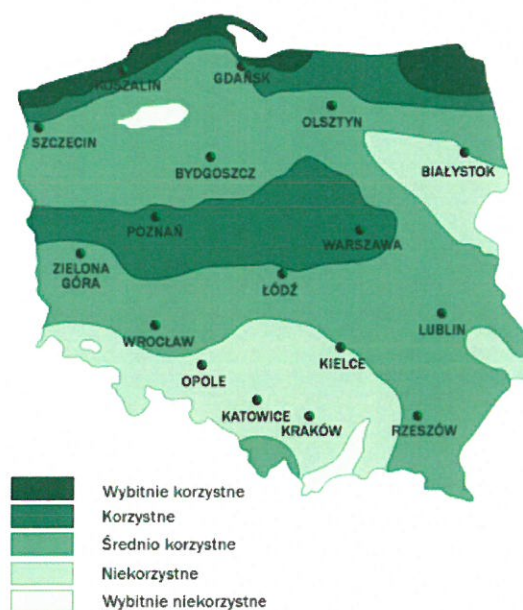 KOSZALIN
GDAŃSK
OLSZTYN
SZCZECIN
BIAŁYSTOK
BYDGOSZCZ
POZNAŃ
WARSZAWA
ZIELONA
GÓRA
ŁÓDŹ
LUBLIN
WROCŁAW
KIELCE
OPOLE
KATOWICE
KRAKÓW
RZESZÓW
Wybitnie korzystne
Korzystne
Średnio korzystne
Niekorzystne
Wybitnie niekorzystne